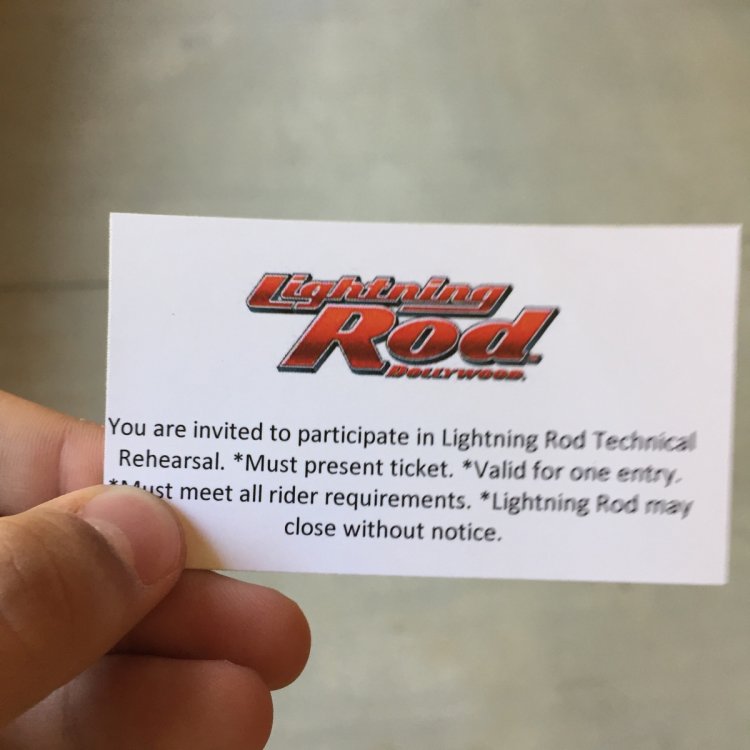 Lightning
Rod
DOLLYWOOD.
You are invited to participate in Lightning Rod Technical
Rehearsal. *Must present ticket. *Valid for one entry.
*Must meet all rider requirements. *Lightning Rod may
close without notice.